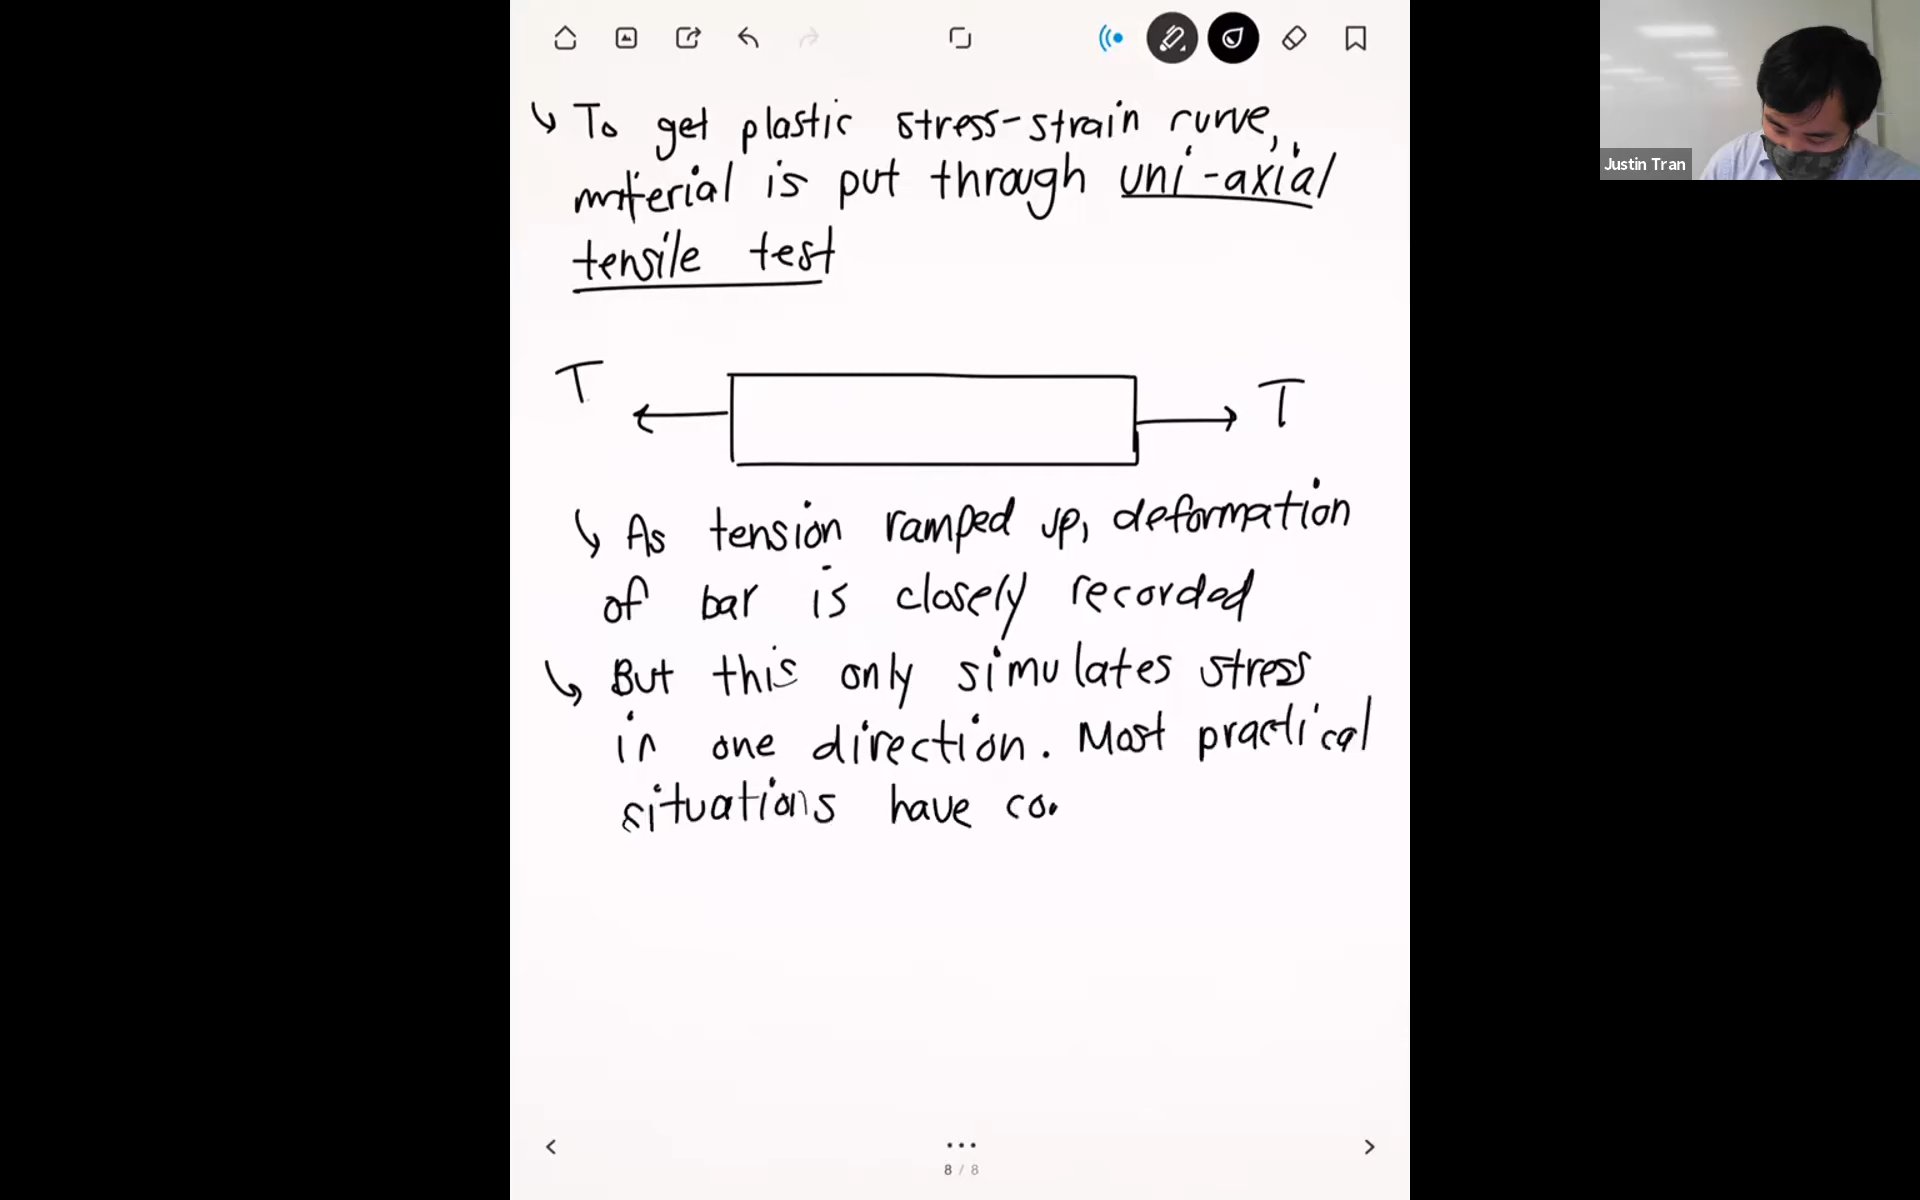 ↳ To get plastic stress-strain curve,
material is put through uni-axial
tensile test
T T
↳ As tension ramped up, deformation
of bar is closely recorded
↳ But this only simulates stress
in one direction. Most practical
situations have co
8 / 8
Justin Tran